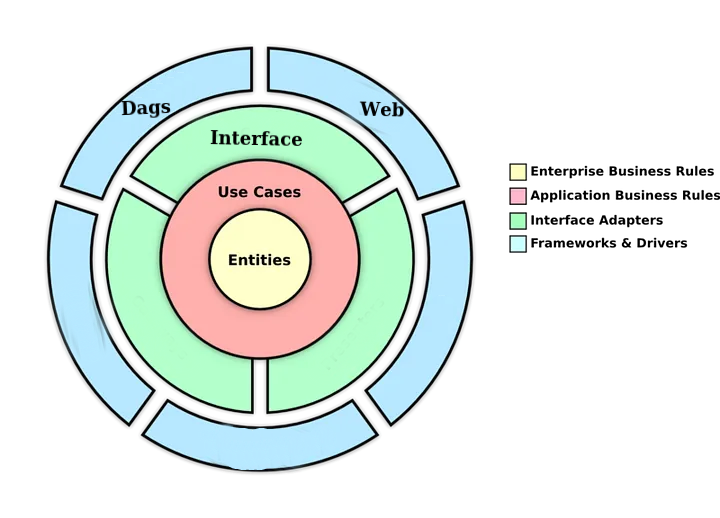 Dags
Web
Interface
Use Cases
Entities
Enterprise Business Rules
Application Business Rules
Interface Adapters
Frameworks & Drivers